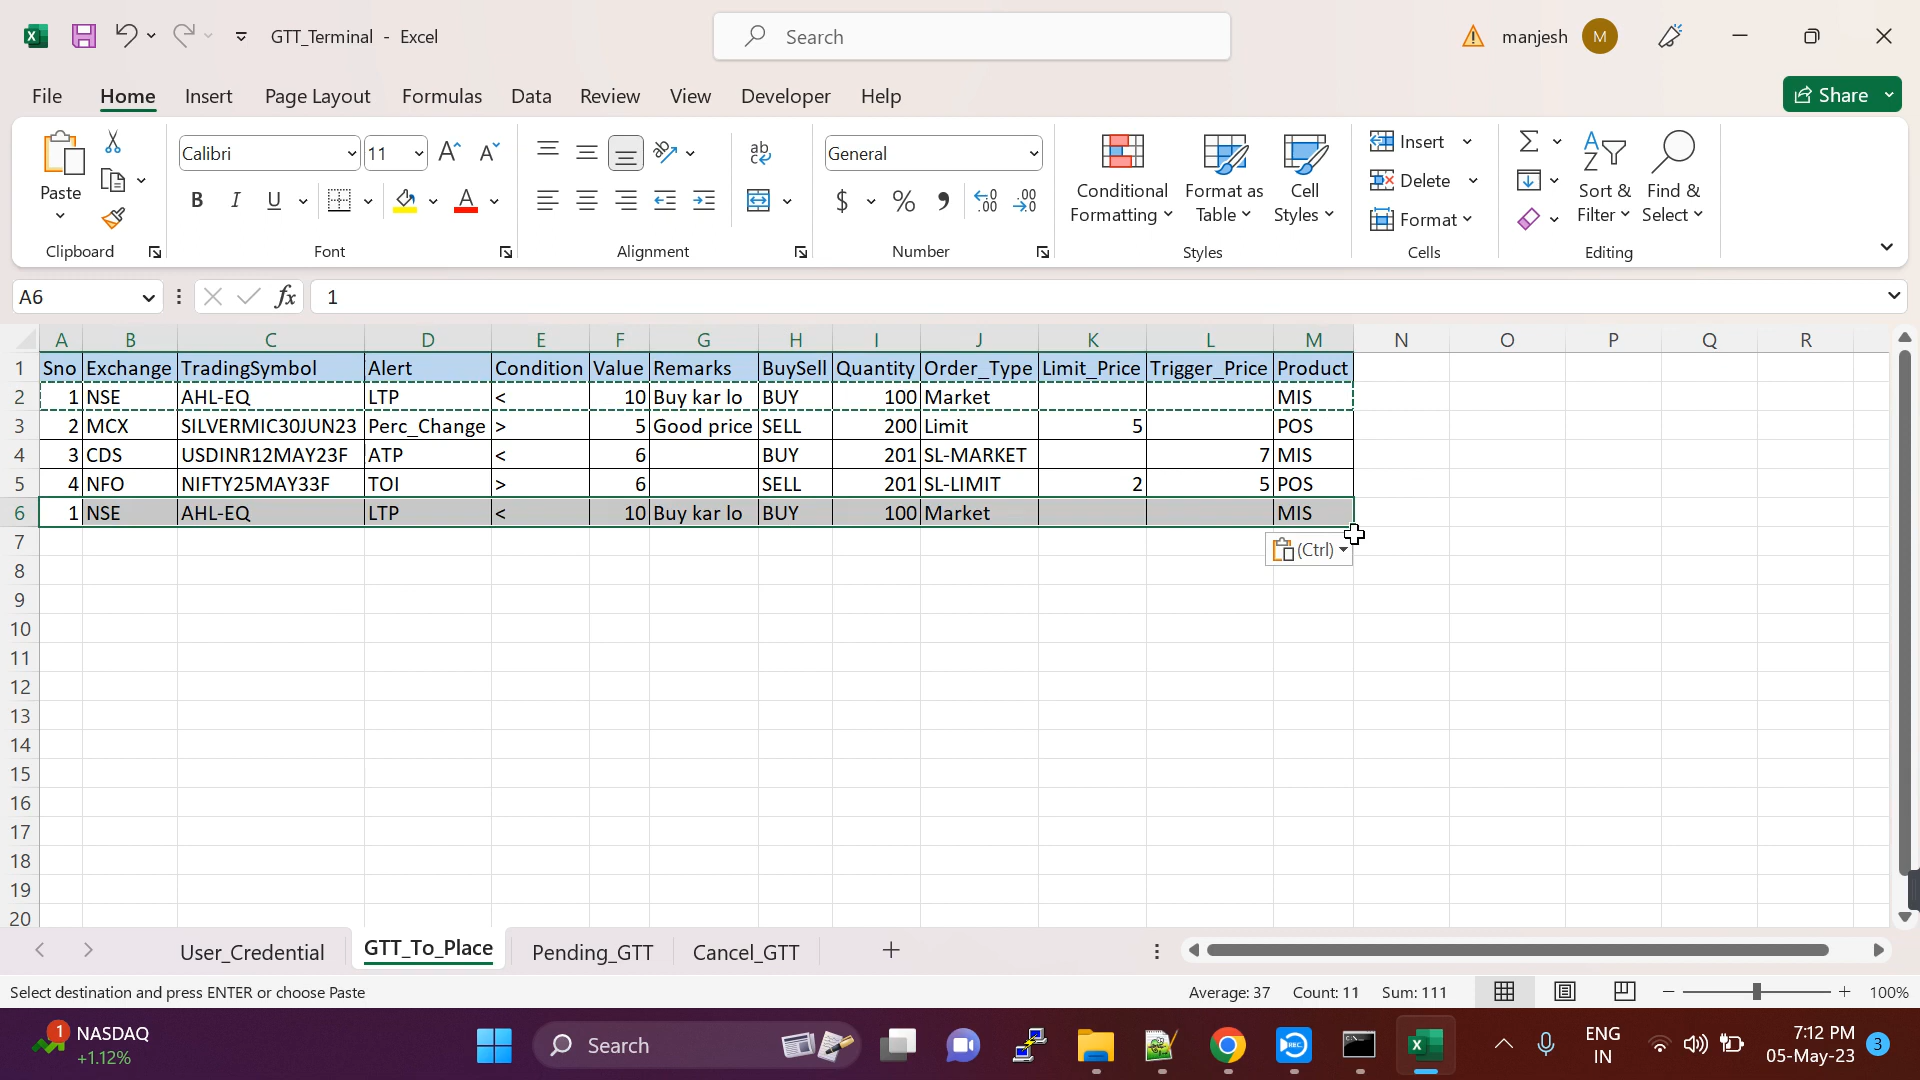 GTT_Terminal - Excel
Search
manjesh
M
File
Home
Insert
Page Layout
Formulas
Data
Review
View
Developer
Help
Share
Paste
Calibri
11
ab
General
Conditional Formatting
Format as Table
Cell Styles
Insert
Delete
Format
Sort & Filter
Find & Select
B I U
$ %
Clipboard
Font
Alignment
Number
Styles
Cells
Editing
A6
fx
1
A B C D E F G H I J K L M N O P Q R
1 Sno Exchange TradingSymbol Alert Condition Value Remarks BuySell Quantity Order_Type Limit_Price Trigger_Price Product
2 1 NSE AHL-EQ LTP < 10 Buy kar lo BUY 100 Market MIS
3 2 MCX SILVERMIC30JUN23 Perc_Change > 5 Good price SELL 200 Limit 5 POS
4 3 CDS USDINR12MAY23F ATP < 6 BUY 201 SL-MARKET 7 MIS
5 4 NFO NIFTY25MAY33F TOI > 6 SELL 201 SL-LIMIT 2 5 POS
6 1 NSE AHL-EQ LTP < 10 Buy kar lo BUY 100 Market MIS
7
(Ctrl)
8
9
10
11
12
13
14
15
16
17
18
19
20
User_Credential
GTT_To_Place
Pending_GTT
Cancel_GTT
Select destination and press ENTER or choose Paste
Average: 37
Count: 11
Sum: 111
100%
1
NASDAQ
+1.12%
Search
REC
ENG
IN
7:12 PM
05-May-23
3